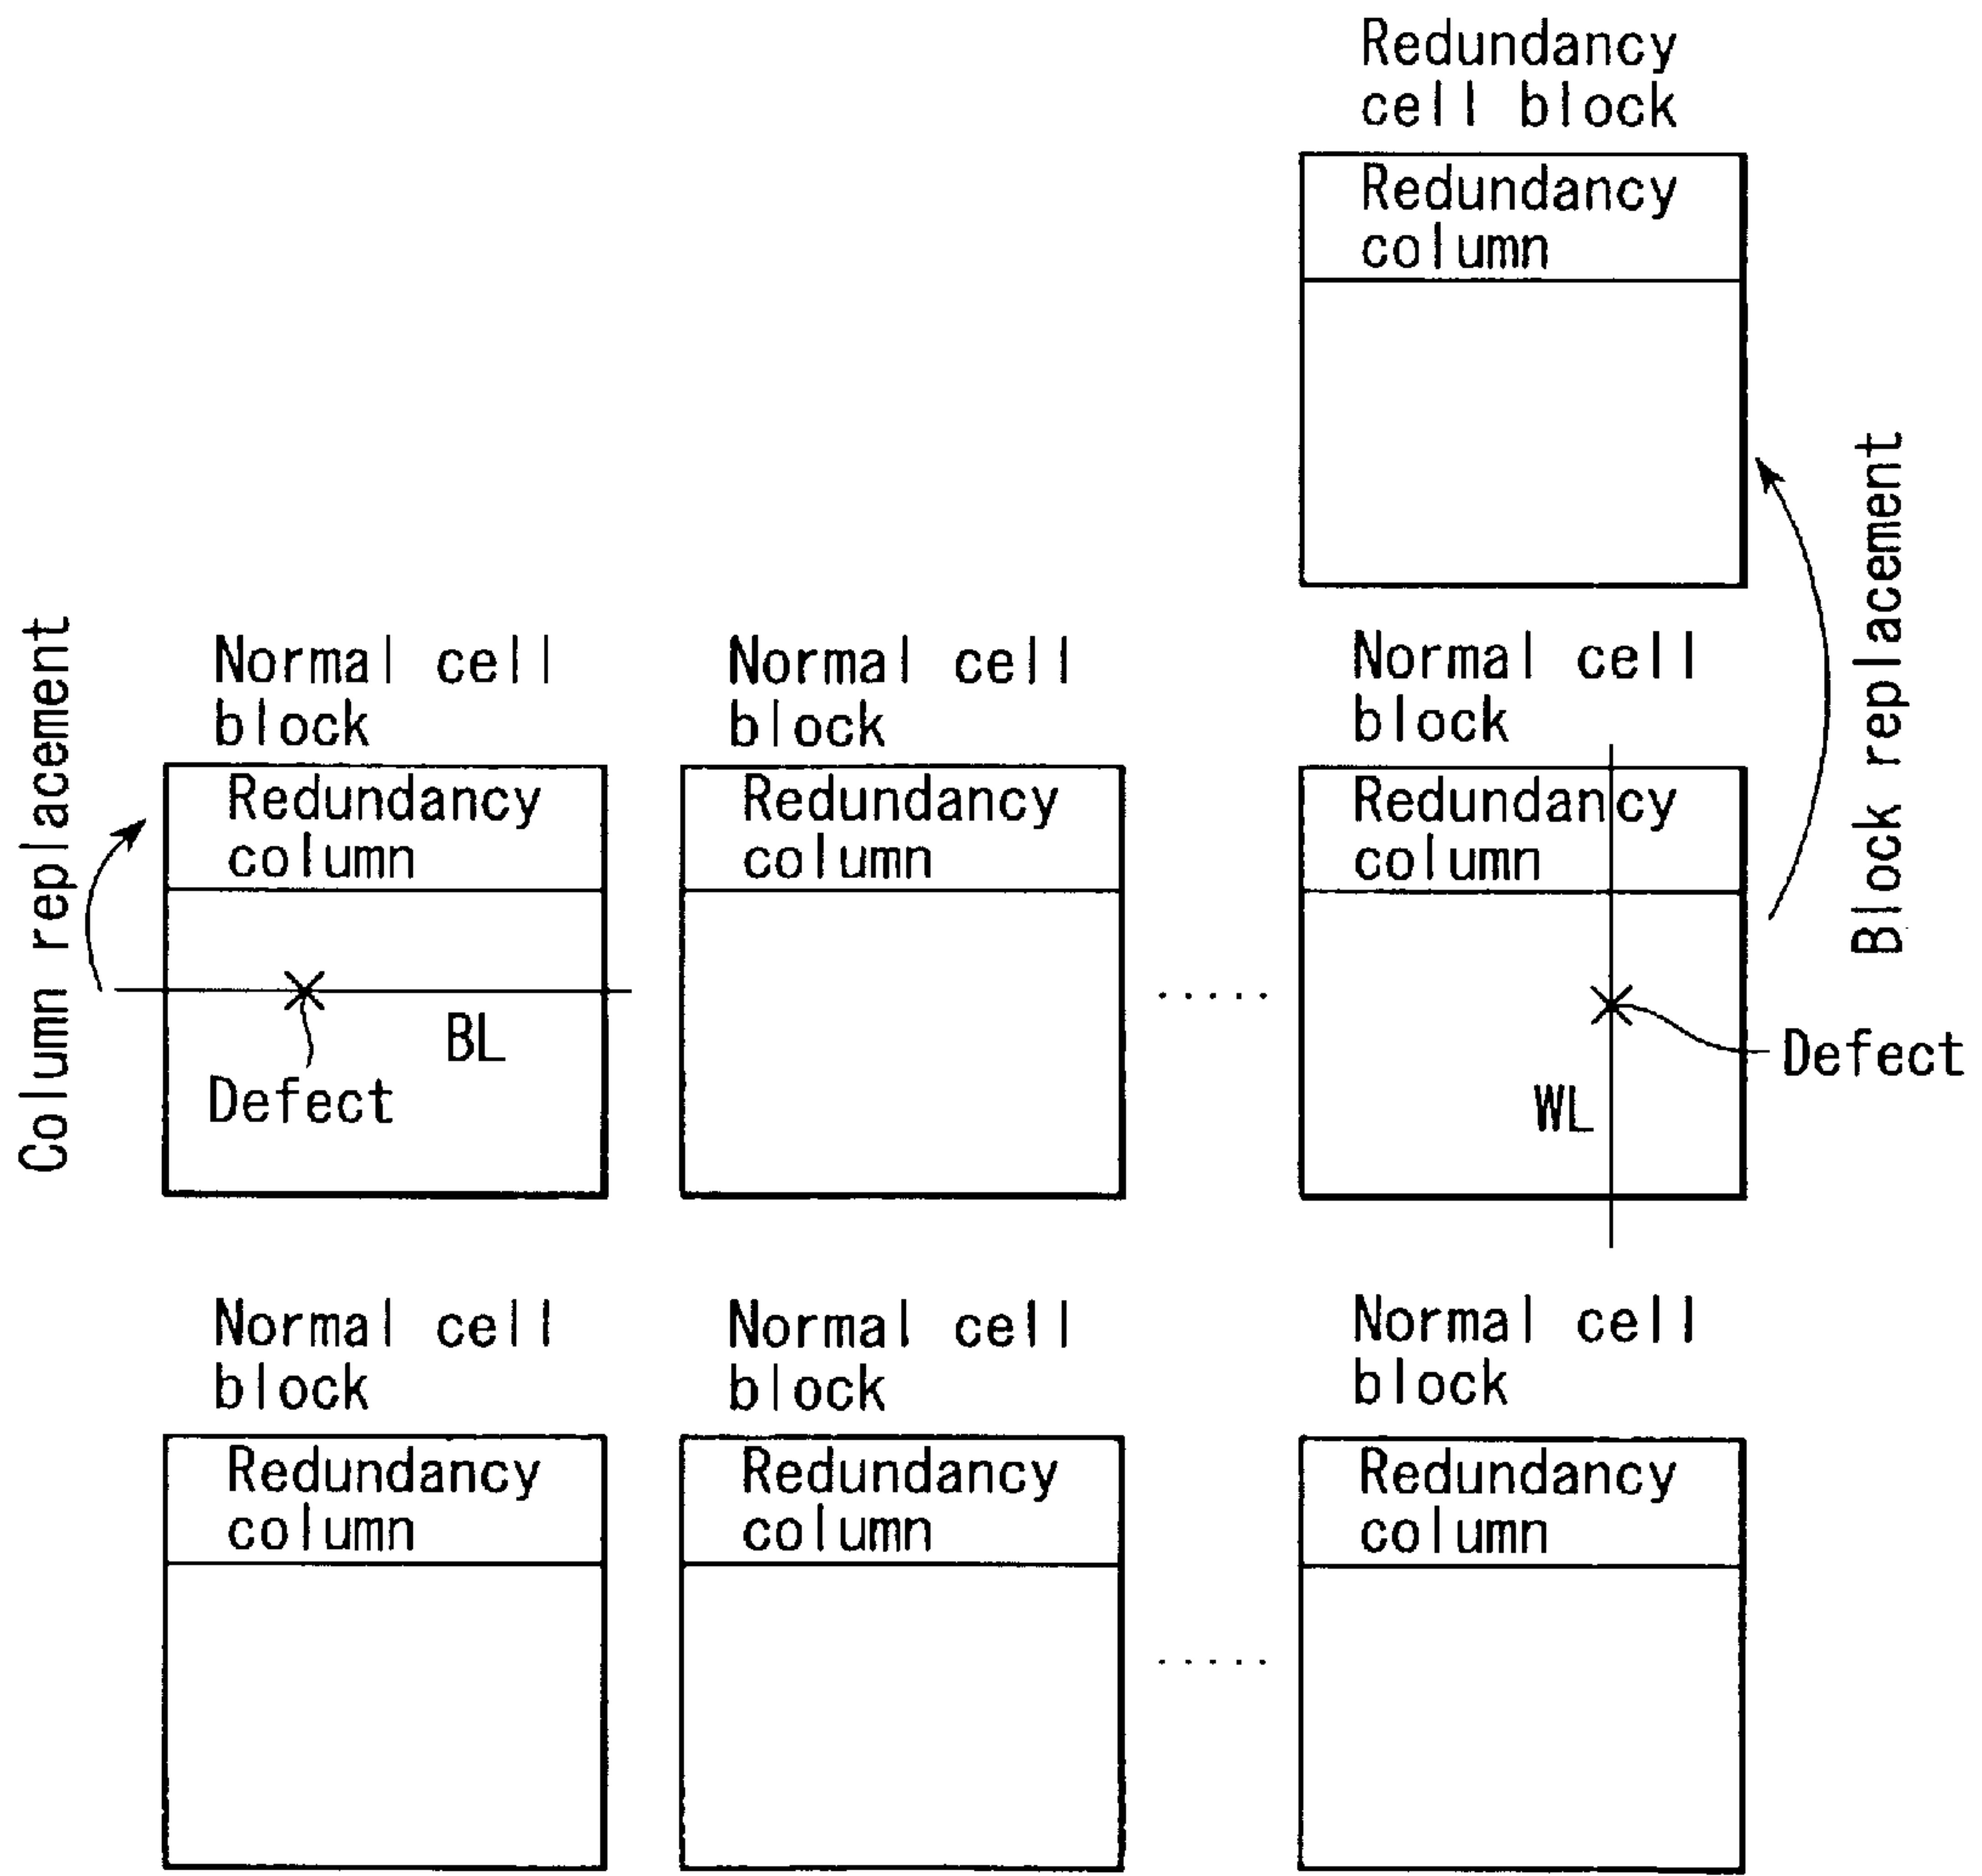 Redundancy
cell block
Redundancy
column
Block replacement
Column replacement
Normal cell
block
Normal cell
block
Normal cell
block
Redundancy
column
Redundancy
column
Redundancy
column
BL
Defect
WL
Defect
.....
Normal cell
block
Normal cell
block
Normal cell
block
Redundancy
column
Redundancy
column
Redundancy
column
.....